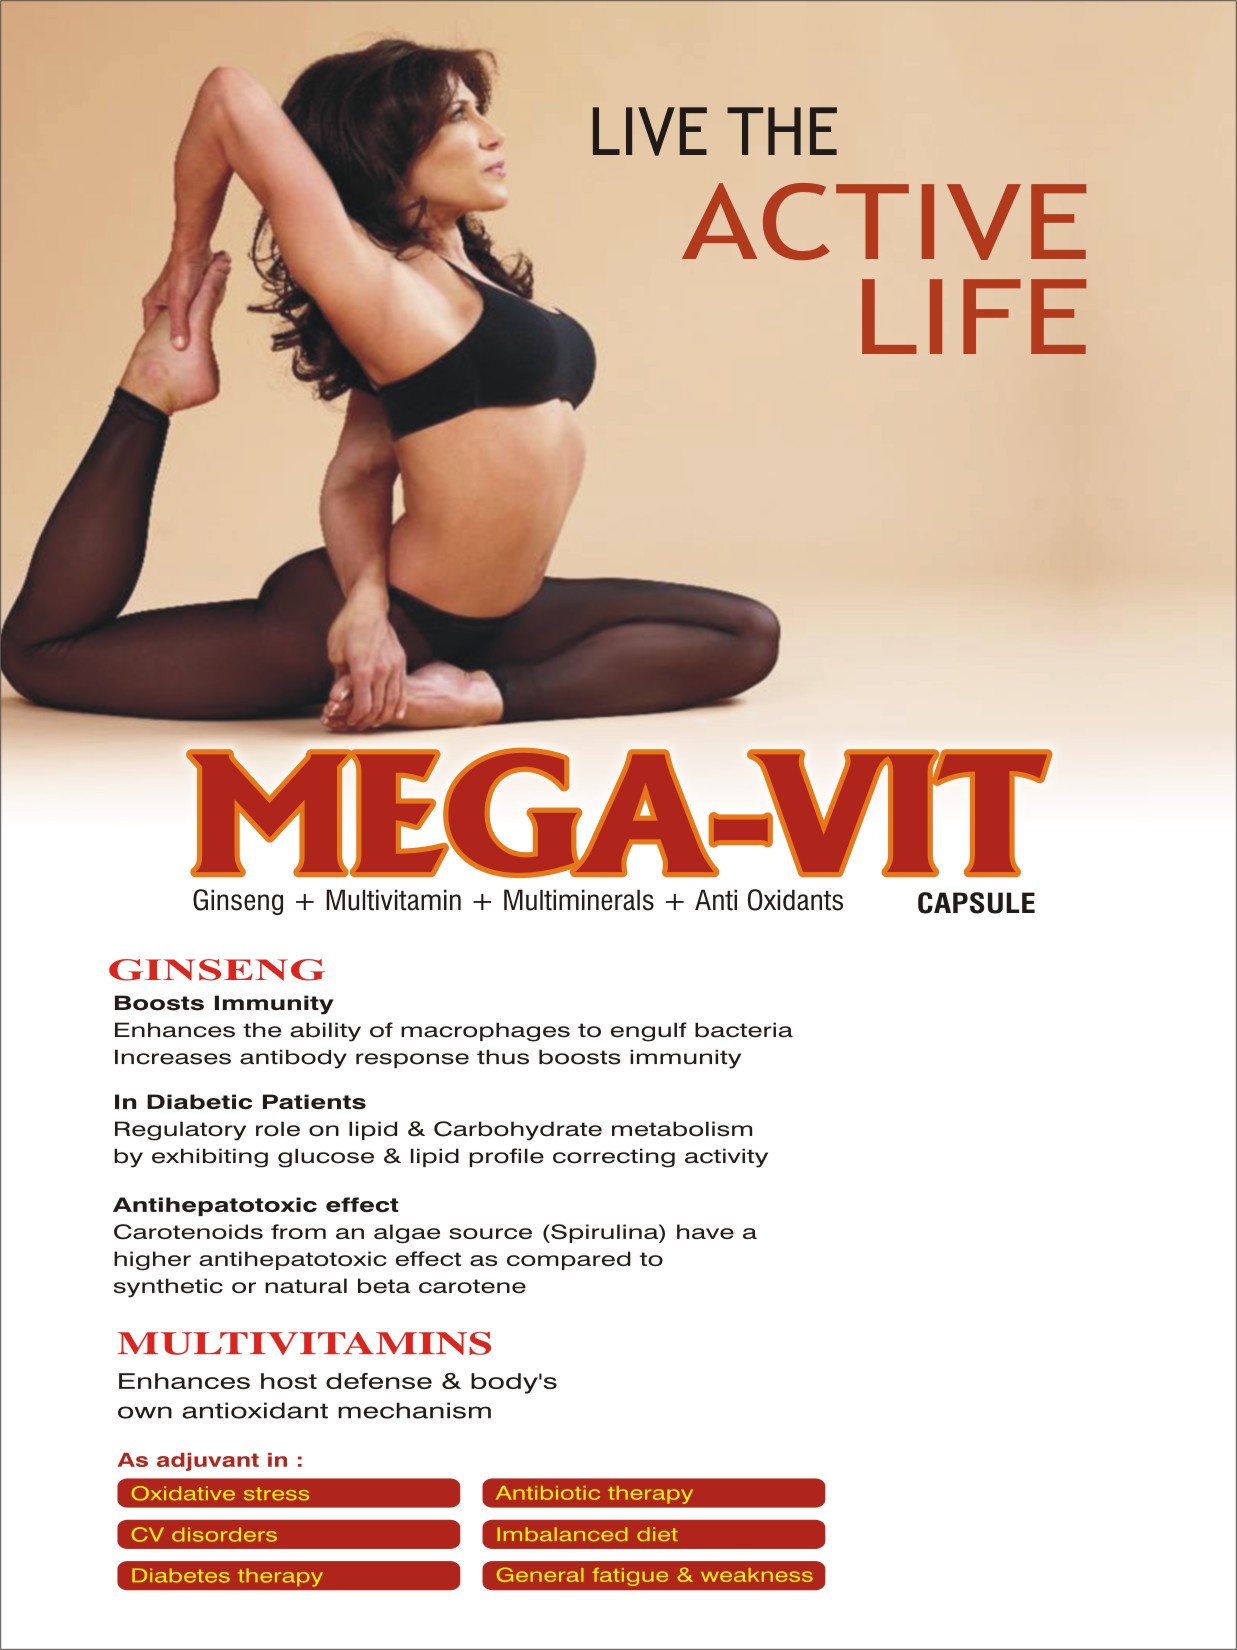 LIVE THE
ACTIVE
LIFE
MEGA-VIT
Ginseng + Multivitamin + Multiminerals + Anti Oxidants CAPSULE
GINSENG
Boosts Immunity
Enhances the ability of macrophages to engulf bacteria
Increases antibody response thus boosts immunity
In Diabetic Patients
Regulatory role on lipid & Carbohydrate metabolism
by exhibiting glucose & lipid profile correcting activity
Antihepatotoxic effect
Carotenoids from an algae source (Spirulina) have a
higher antihepatotoxic effect as compared to
synthetic or natural beta carotene
MULTIVITAMINS
Enhances host defense & body's
own antioxidant mechanism
As adjuvant in :
Oxidative stress Antibiotic therapy
CV disorders Imbalanced diet
Diabetes therapy General fatigue & weakness